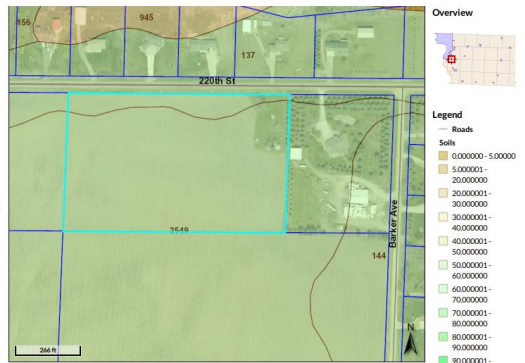 Overview
156
945
137
220th St
Legend
Roads
Soils
0.000000 - 5.00000
5.000001 -
20.000000
20.000001 -
30.000000
30.000001 -
40.000000
40.000001 -
50.000000
50.000001 -
60.000000
60.000001 -
70.000000
70.000001 -
80.000000
80.000001 -
90.000000
90.000001 -
Barker Ave
3549
144
266 ft
N